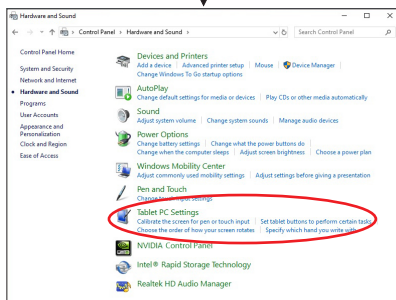 Hardware and Sound
Control Panel > Hardware and Sound >
Search Control Panel
Control Panel Home
System and Security
Network and Internet
Hardware and Sound
Programs
User Accounts
Appearance and
Personalization
Clock and Region
Ease of Access
Devices and Printers
Add a device | Advanced printer setup | Mouse | Device Manager |
Change Windows To Go startup options
AutoPlay
Change default settings for media or devices | Play CDs or other media automatically
Sound
Adjust system volume | Change system sounds | Manage audio devices
Power Options
Change battery settings | Change what the power buttons do |
Change when the computer sleeps | Adjust screen brightness | Choose a power plan
Windows Mobility Center
Adjust commonly used mobility settings | Adjust settings before giving a presentation
Pen and Touch
Change touch input settings
Tablet PC Settings
Calibrate the screen for pen or touch input | Set tablet buttons to perform certain tasks
Choose the order of how your screen rotates | Specify which hand you write with
NVIDIA Control Panel
Intel® Rapid Storage Technology
Realtek HD Audio Manager